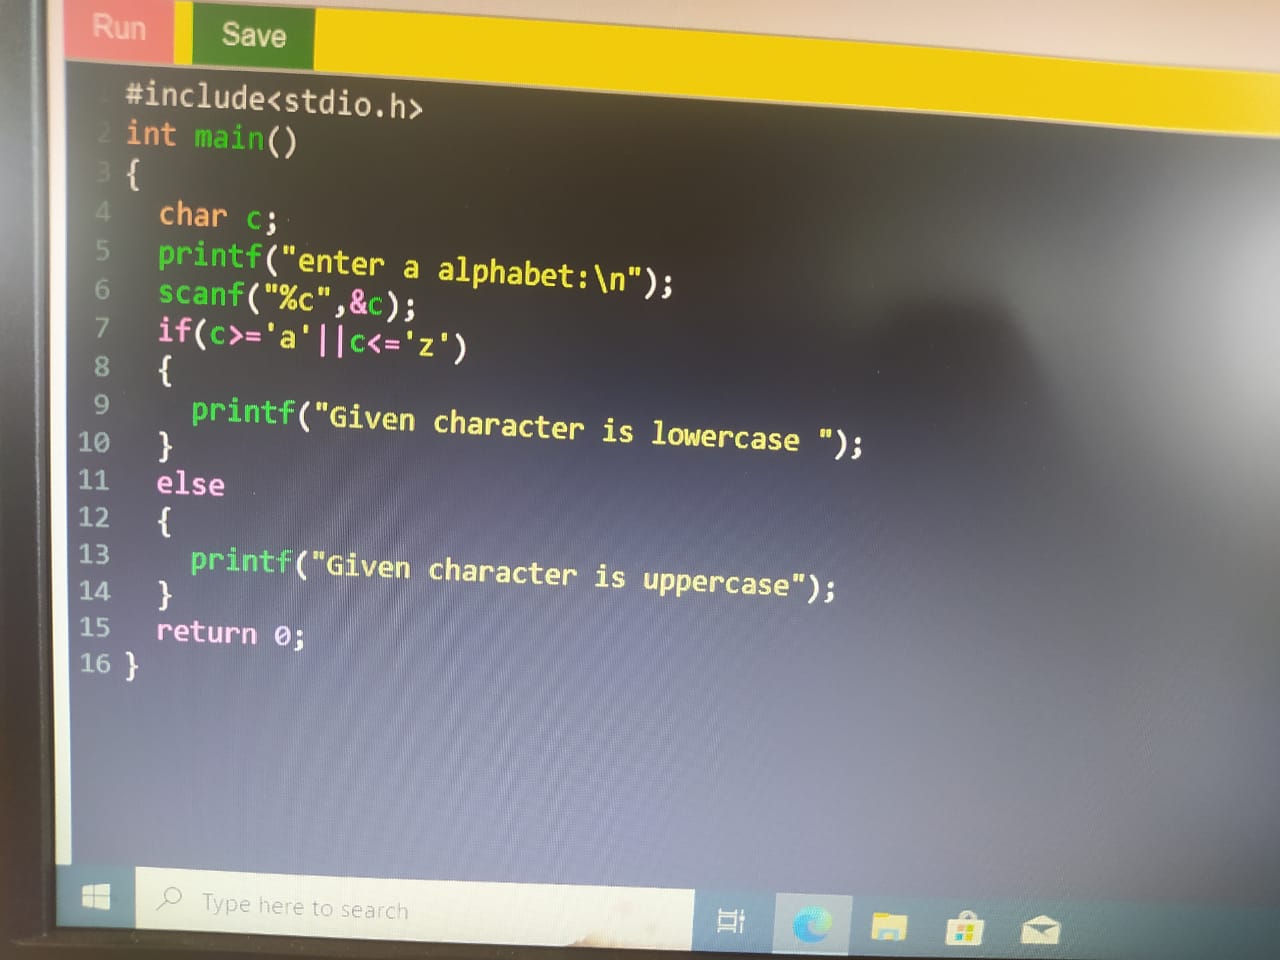 Run Save
#include<stdio.h>
2 int main()
3 {
4 char c;
5 printf("enter a alphabet:\n");
6 scanf("%c",&c);
7 if(c>='a'||c<='z')
8 {
9 printf("Given character is lowercase ");
10 }
11 else
12 {
13 printf("Given character is uppercase");
14 }
15 return 0;
16 }
Type here to search